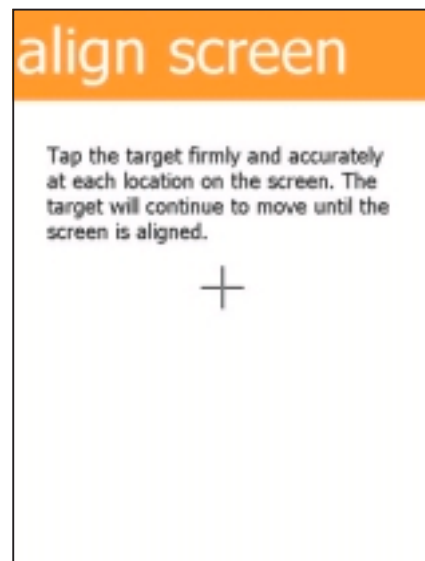 align screen
Tap the target firmly and accurately
at each location on the screen. The
target will continue to move until the
screen is aligned.